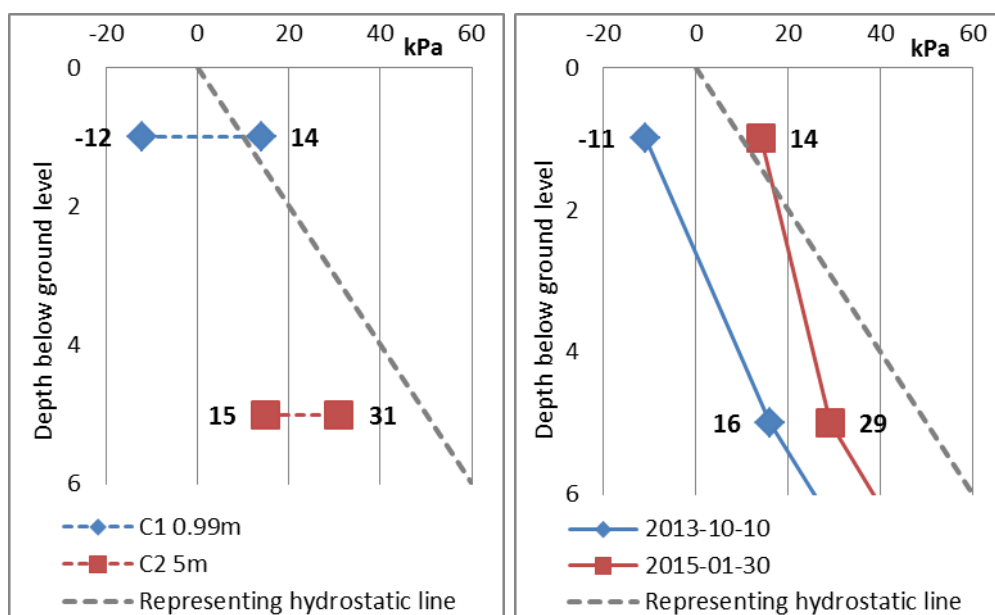 -20 0 20 40 60
kPa
0
2
4
6
Depth below ground level
-12 14
15 31
C1 0.99m
C2 5m
Representing hydrostatic line
-20 0 20 40 60
kPa
0
2
4
6
Depth below ground level
-11 14
16 29
2013-10-10
2015-01-30
Representing hydrostatic line